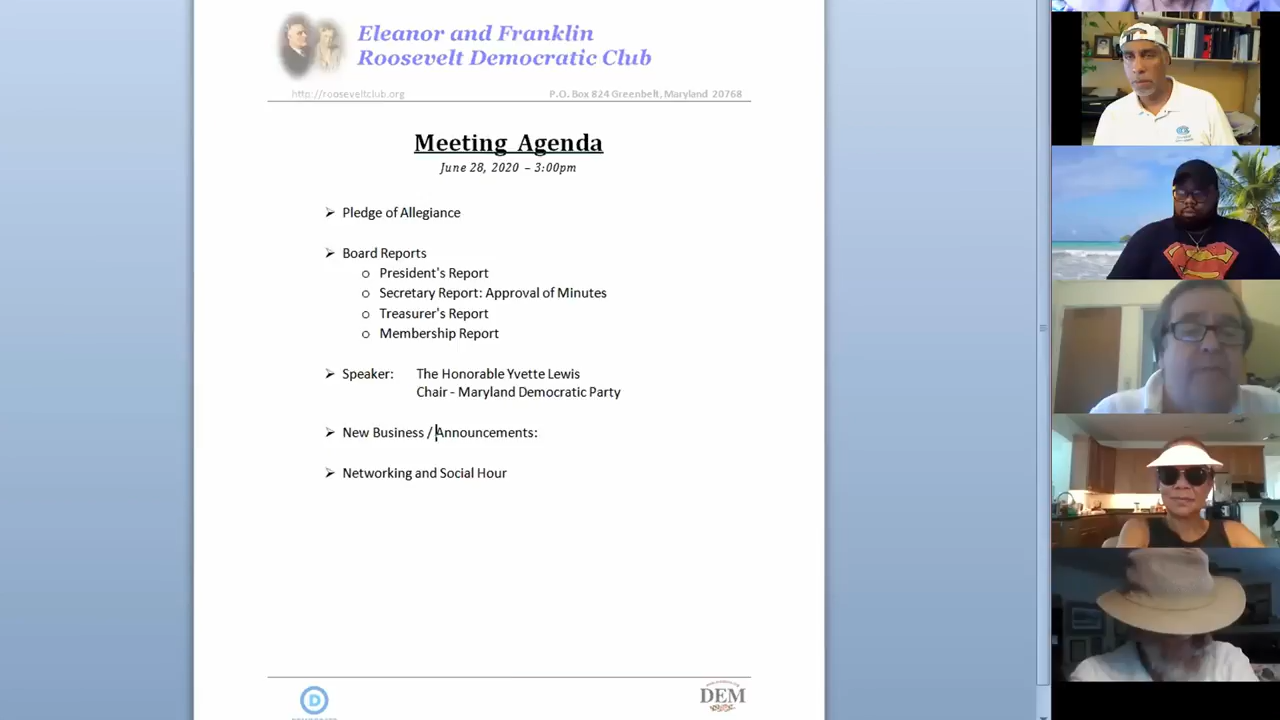 Eleanor and Franklin
Roosevelt Democratic Club
http://rooseveltclub.org
P.O. Box 824 Greenbelt, Maryland 20768
Meeting Agenda
June 28, 2020 – 3:00pm
➢ Pledge of Allegiance
➢ Board Reports
o President's Report
o Secretary Report: Approval of Minutes
o Treasurer's Report
o Membership Report
➢ Speaker: The Honorable Yvette Lewis
Chair - Maryland Democratic Party
➢ New Business / Announcements:
➢ Networking and Social Hour
D
DEM